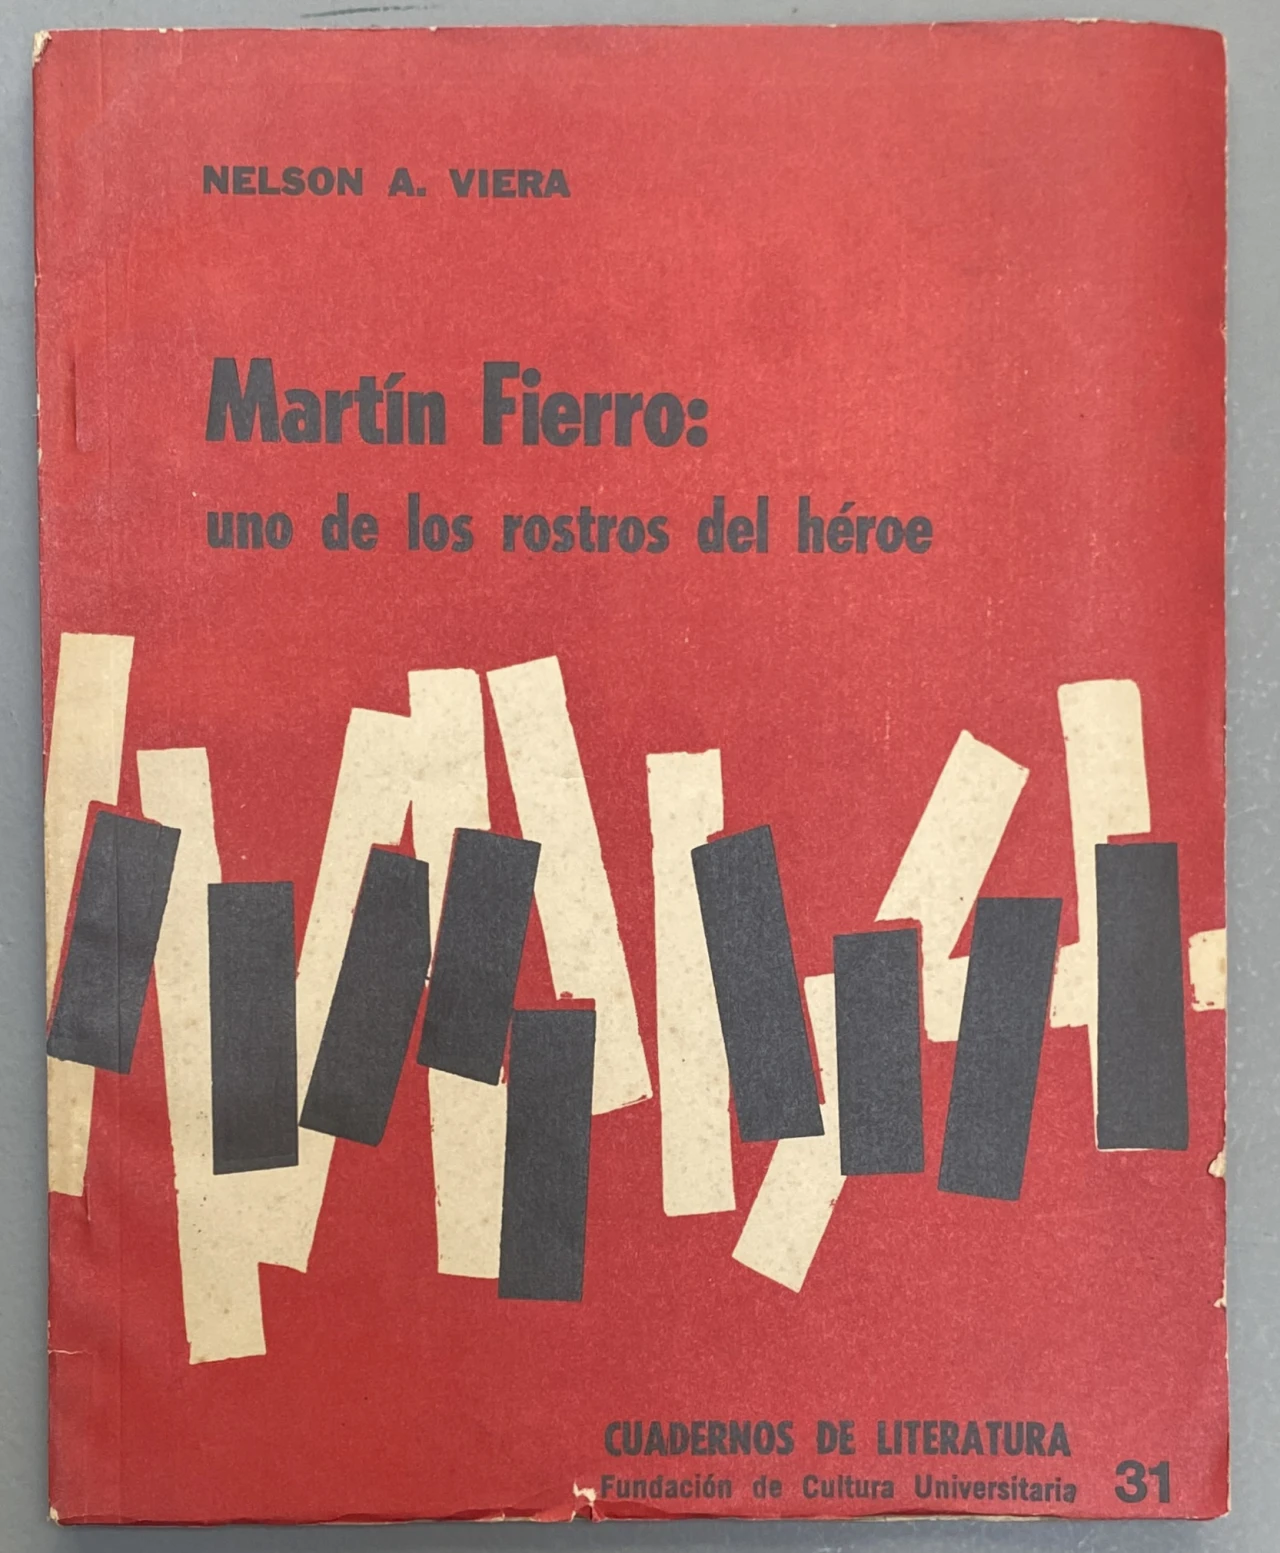 NELSON A. VIERA
Martín Fierro:
uno de los rostros del héroe
CUADERNOS DE LITERATURA
Fundación de Cultura Universitaria 31